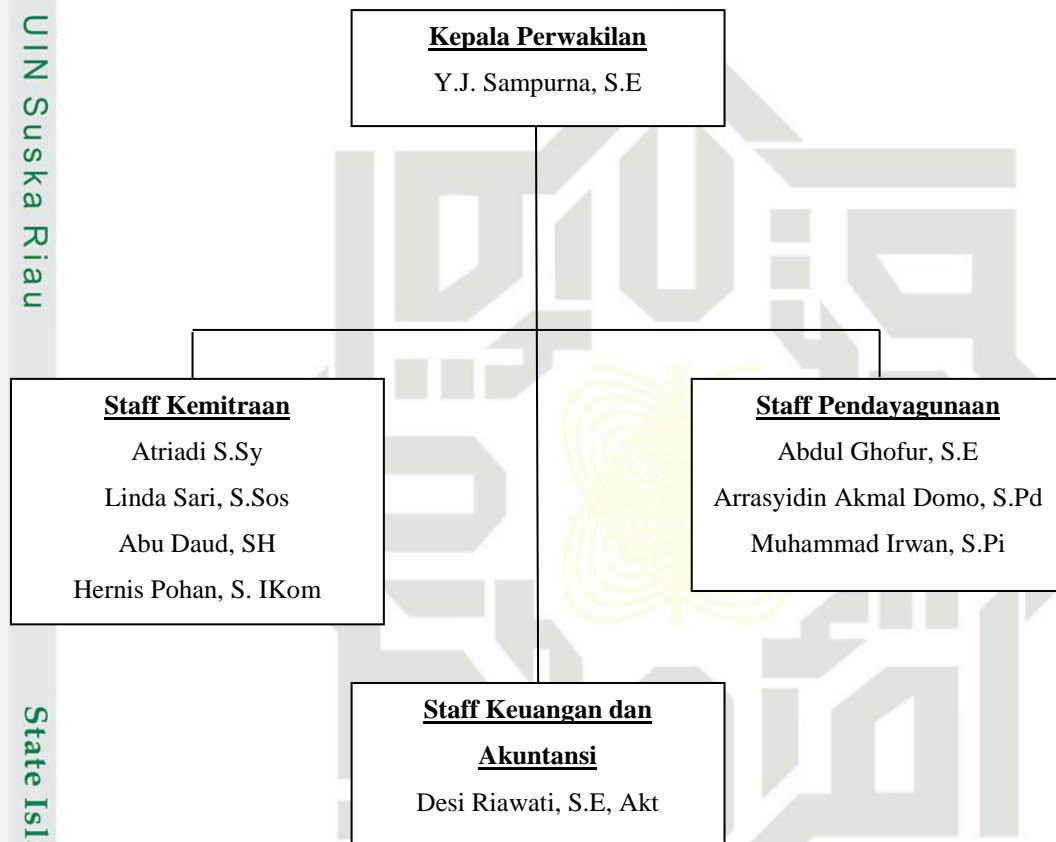 UIN Suska Riau
Kepala Perwakilan
Y.J. Sampurna, S.E
Staff Kemitraan
Atriadi S.Sy
Linda Sari, S.Sos
Abu Daud, SH
Hernis Pohan, S. IKom
Staff Pendayagunaan
Abdul Ghofur, S.E
Arrasyidin Akmal Domo, S.Pd
Muhammad Irwan, S.Pi
Staff Keuangan dan
Akuntansi
Desi Riawati, S.E, Akt
State